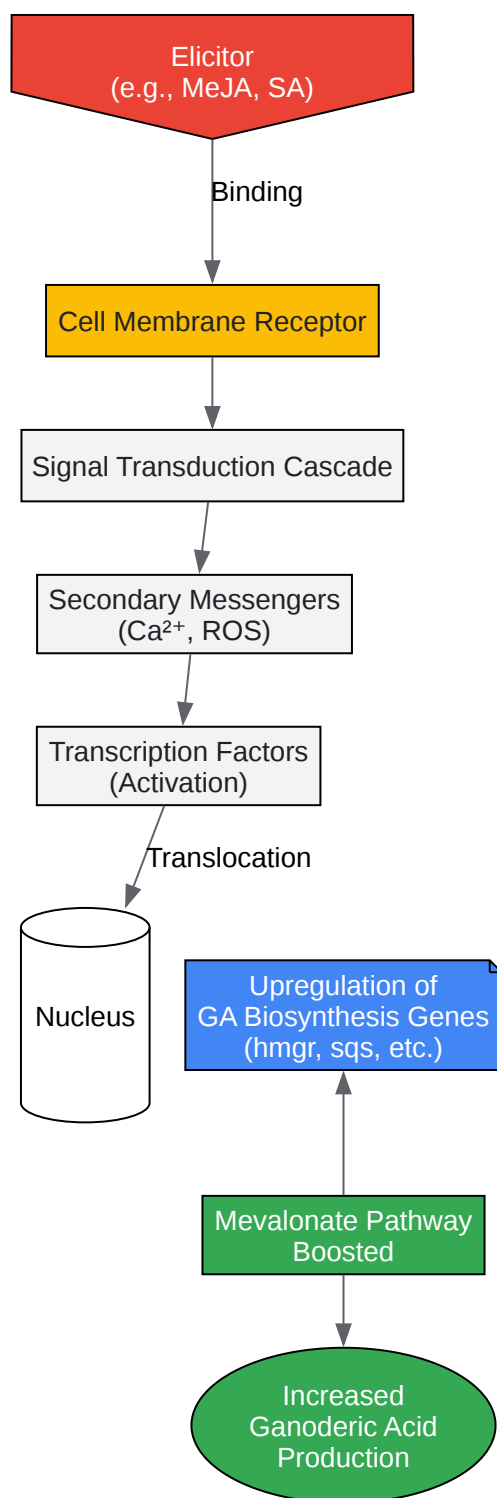 Elicitor
(e.g., MeJA, SA)
Binding
Cell Membrane Receptor
Signal Transduction Cascade
Secondary Messengers
(Ca²⁺, ROS)
Transcription Factors
(Activation)
Translocation
Nucleus
Upregulation of
GA Biosynthesis Genes
(hmgr, sqs, etc.)
Mevalonate Pathway
Boosted
Increased
Ganoderic Acid
Production